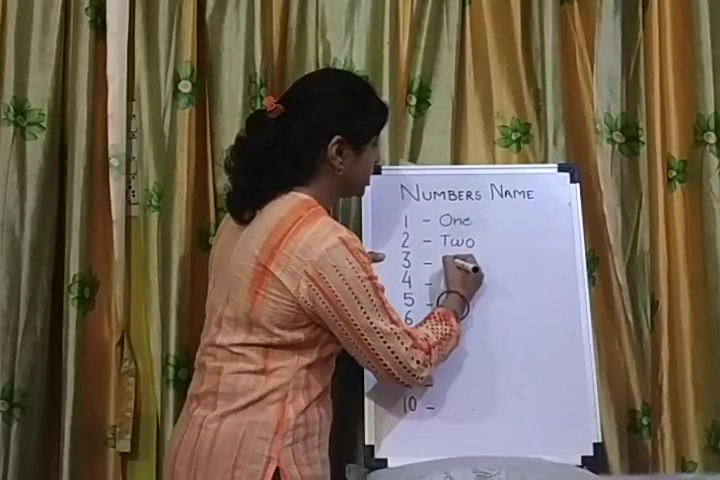 NUMBERS NAME
1 - One
2 - Two
3 -
4 -
5 -
6
10 -